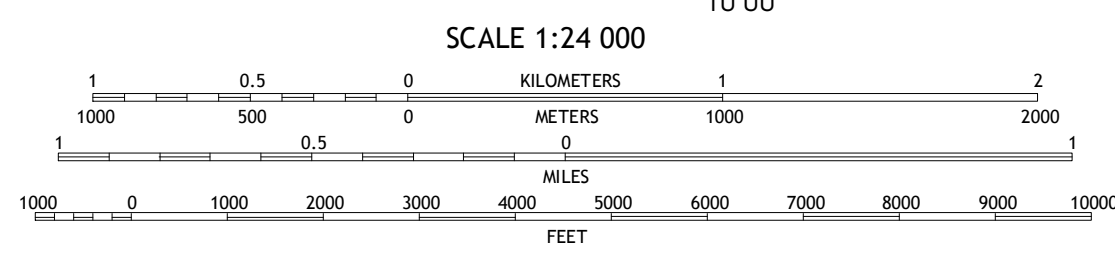 SCALE 1:24 000
1 0.5 0 KILOMETERS 1 2
1000 500 0 METERS 1000 2000
1 0.5 0 1
MILES
1000 0 1000 2000 3000 4000 5000 6000 7000 8000 9000 10000
FEET